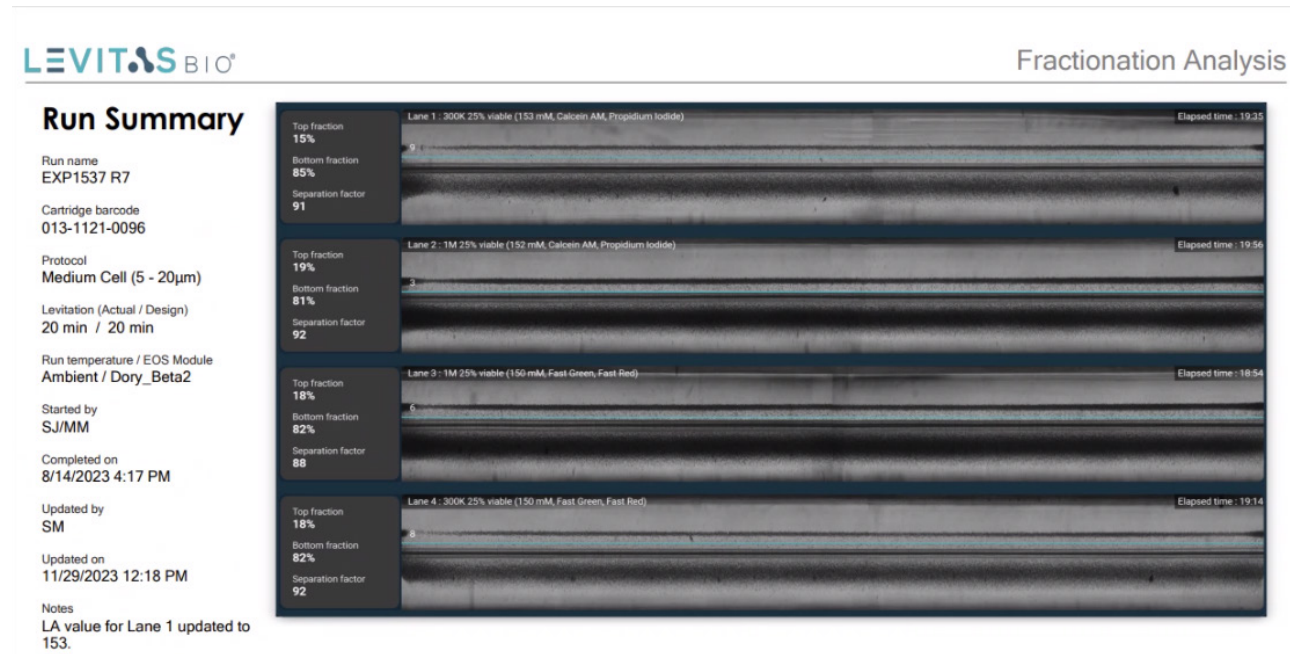 LEVITAS BIO®
Fractionation Analysis
Run Summary
Run name
EXP1537 R7
Cartridge barcode
013-1121-0096
Protocol
Medium Cell (5 - 20µm)
Levitation (Actual / Design)
20 min / 20 min
Run temperature / EOS Module
Ambient / Dory_Beta2
Started by
SJ/MM
Completed on
8/14/2023 4:17 PM
Updated by
SM
Updated on
11/29/2023 12:18 PM
Notes
LA value for Lane 1 updated to
153.
Top fraction
15%
Bottom fraction
85%
Separation factor
91
Lane 1 : 300K 25% viable (153 mM, Calcein AM, Propidium Iodide)
Elapsed time : 19:35
9
Top fraction
19%
Bottom fraction
81%
Separation factor
92
Lane 2 : 1M 25% viable (152 mM, Calcein AM, Propidium Iodide)
Elapsed time : 19:56
3
Top fraction
18%
Bottom fraction
82%
Separation factor
88
Lane 3 : 1M 25% viable (150 mM, Fast Green, Fast Red)
Elapsed time : 18:54
6
Top fraction
18%
Bottom fraction
82%
Separation factor
92
Lane 4 : 300K 25% viable (150 mM, Fast Green, Fast Red)
Elapsed time : 19:14
8